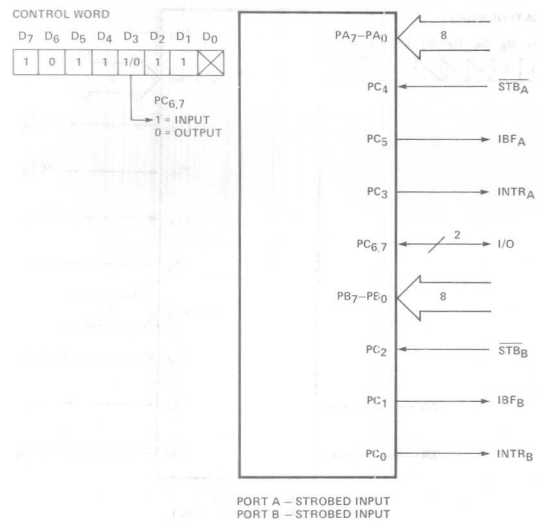 CONTROL WORD
D7 D6 D5 D4 D3 D2 D1 D0
1 0 1 1 1/0 1 1
PC6,7
1 = INPUT
0 = OUTPUT
PA7–PA0 8
PC4 STBA
PC5 IBFA
PC3 INTRA
PC6,7 2 I/O
PB7–PB0 8
PC2 STBB
PC1 IBFB
PC0 INTRB
PORT A – STROBED INPUT
PORT B – STROBED INPUT